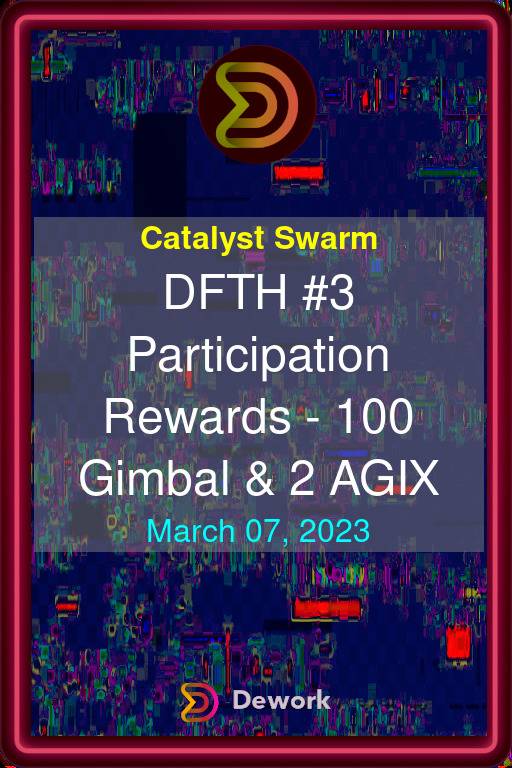 Catalyst Swarm
DFTH #3
Participation
Rewards - 100
Gimbal & 2 AGIX
March 07, 2023
Dework